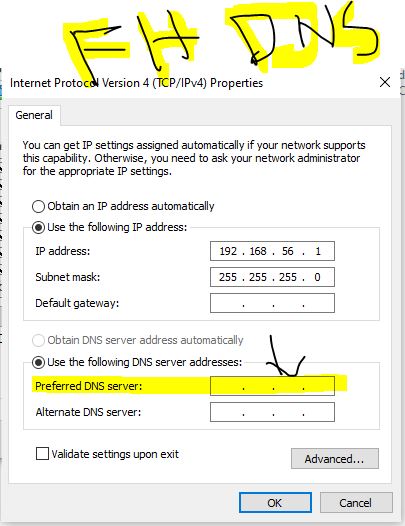 FH DNS
Internet Protocol Version 4 (TCP/IPv4) Properties
General
You can get IP settings assigned automatically if your network supports
this capability. Otherwise, you need to ask your network administrator
for the appropriate IP settings.
Obtain an IP address automatically
Use the following IP address:
IP address: 192 . 168 . 56 . 1
Subnet mask: 255 . 255 . 255 . 0
Default gateway: . . .
Obtain DNS server address automatically
Use the following DNS server addresses:
Preferred DNS server: . . .
Alternate DNS server: . . .
Validate settings upon exit
Advanced...
OK Cancel